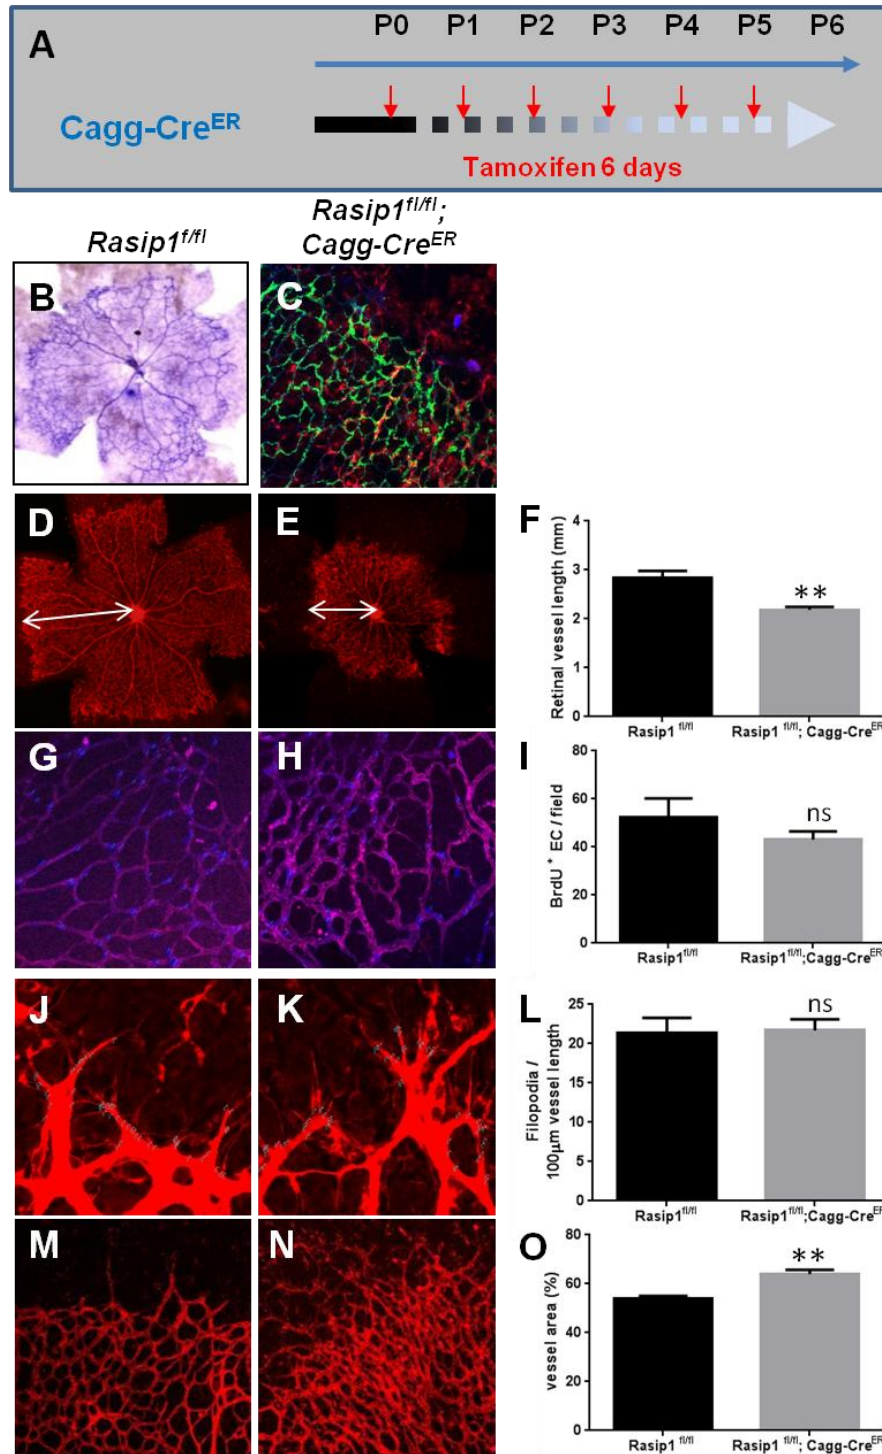 A
P0 P1 P2 P3 P4 P5 P6
Cagg-CreER
Tamoxifen 6 days
Rasip1f/fl
Rasip1fl/fl;
Cagg-CreER
B
C
D
E
F
Retinal vessel length (mm)
4
3
2
1
0
**
Rasip1 fl/fl
Rasip1 fl/fl; Cagg-CreER
G
H
I
BrdU + EC / field
80
60
40
20
0
ns
Rasip1fl/fl
Rasip1fl/fl;Cagg-CreER
J
K
L
Filopodia /
100µm vessel length
25
20
15
10
5
0
ns
Rasip1fl/fl
Rasip1fl/fl;Cagg-CreER
M
N
O
vessel area (%)
80
60
40
20
0
**
Rasip1 fl/fl
Rasip1 fl/fl; Cagg-CreER